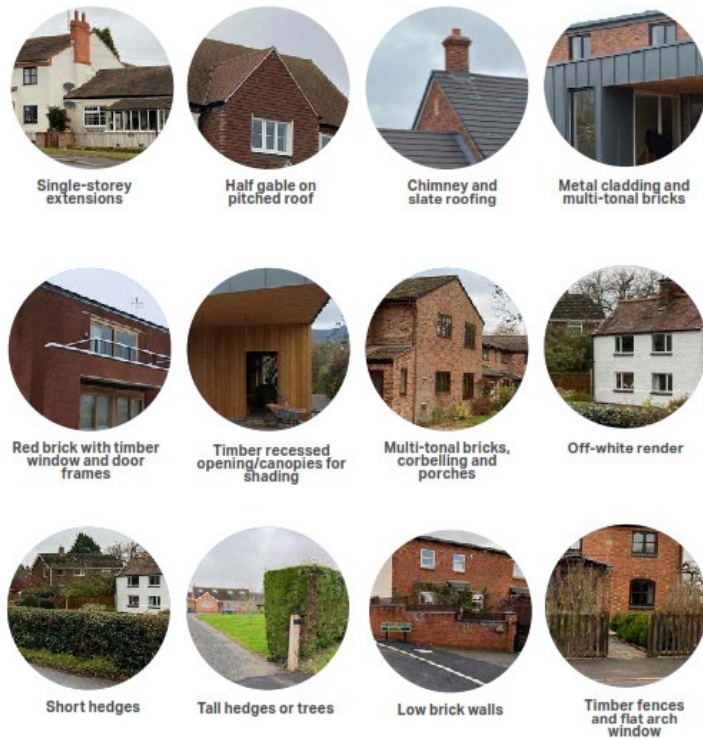 Single-storey
extensions
Half gable on
pitched roof
Chimney and
slate roofing
Metal cladding and
multi-tonal bricks
Red brick with timber
window and door
frames
Timber recessed
opening/canopies for
shading
Multi-tonal bricks,
corbelling and
porches
Off-white render
Short hedges
Tall hedges or trees
Low brick walls
Timber fences
and flat arch
window